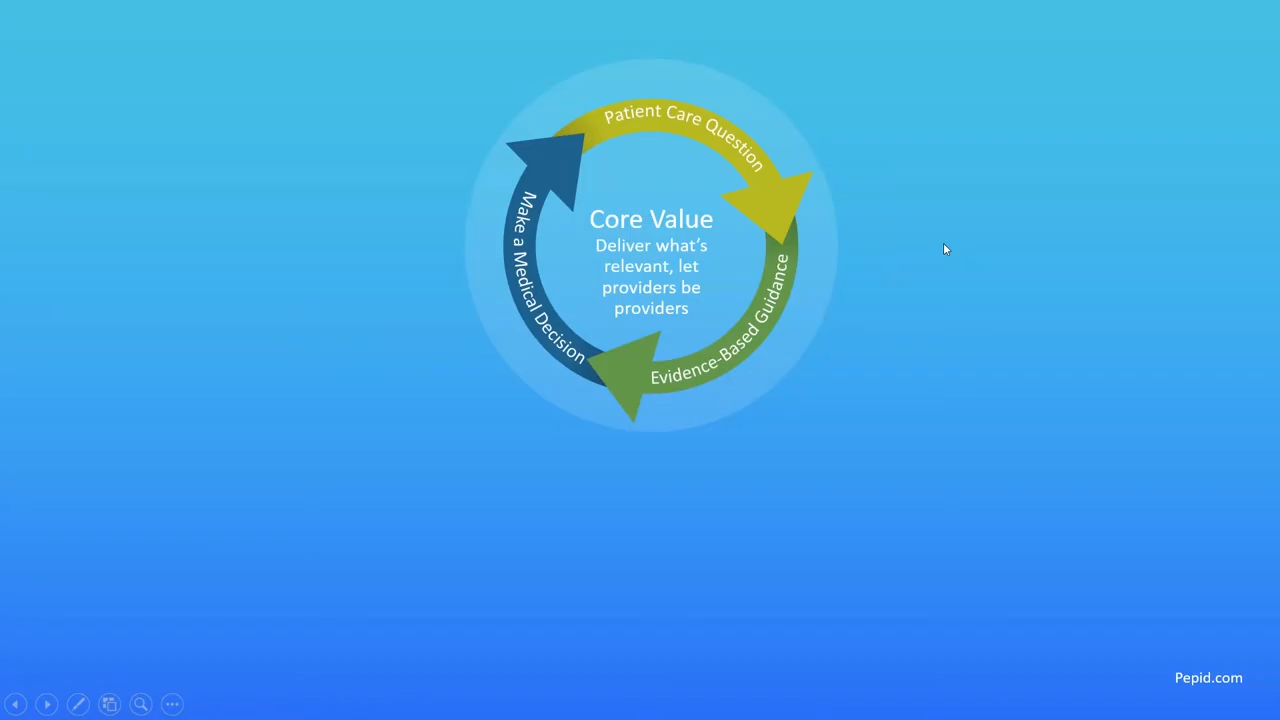 Patient Care Question
Core Value
Deliver what's
relevant, let
providers be
providers
Make a Medical Decision
Evidence-Based Guidance
Pepid.com